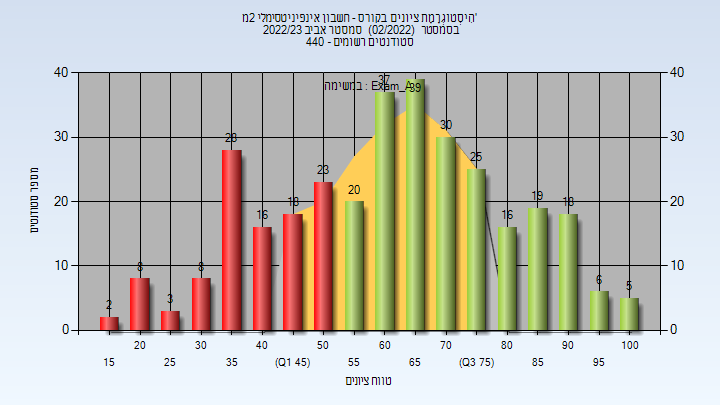 היסטוגרמת ציונים בקורס - חשבון אינפיניטסימלי 2מ'
בסמסטר (02/2022) סמסטר אביב 2022/23
סטודנטים רשומים - 440
במשימה : Exam_A
מספר סטודנטים
40 30 20 10 0
40 30 20 10 0
2 8 3 8 28 16 18 23 20 37 39 30 25 16 19 18 6 5
20 30 40 50 60 70 80 90 100
15 25 35 (Q1 45) 55 65 (Q3 75) 85 95
טווח ציונים